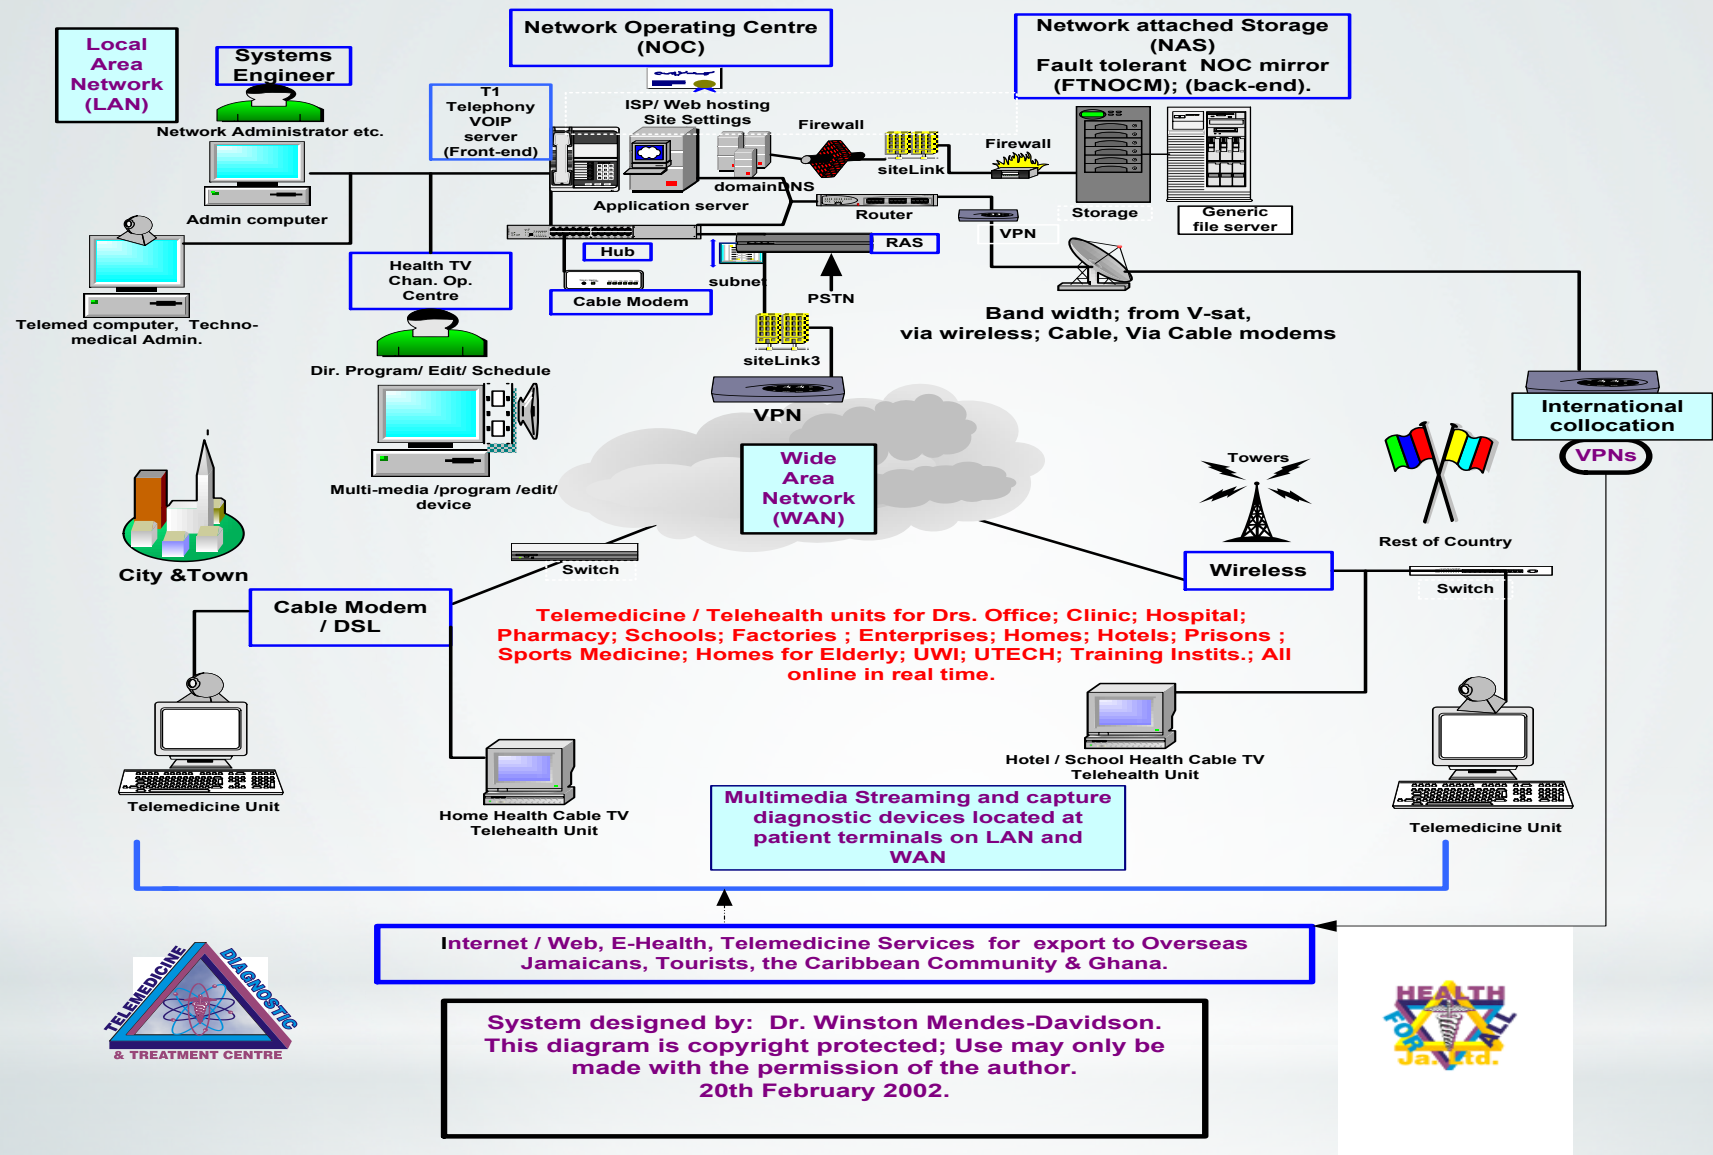 Local
Area
Network
(LAN)
Systems
Engineer
Network Administrator etc.
Admin computer
Telemed computer, Techno-
medical Admin.
T1
Telephony
VOIP
server
(Front-end)
Network Operating Centre
(NOC)
ISP/ Web hosting
Site Settings
Application server
domainDNS
Firewall
siteLink
Firewall
Network attached Storage
(NAS)
Fault tolerant NOC mirror
(FTNOCM); (back-end).
Storage
Generic
file server
Router
VPN
Hub
RAS
subnet
PSTN
Cable Modem
Health TV
Chan. Op.
Centre
Dir. Program/ Edit/ Schedule
Multi-media /program /edit/
device
siteLink3
VPN
Band width; from V-sat,
via wireless; Cable, Via Cable modems
International
collocation
VPNs
Wide
Area
Network
(WAN)
Towers
Rest of Country
City &Town
Switch
Wireless
Switch
Cable Modem
/ DSL
Telemedicine / Telehealth units for Drs. Office; Clinic; Hospital;
Pharmacy; Schools; Factories ; Enterprises; Homes; Hotels; Prisons ;
Sports Medicine; Homes for Elderly; UWI; UTECH; Training Instits.; All
online in real time.
Telemedicine Unit
Home Health Cable TV
Telehealth Unit
Hotel / School Health Cable TV
Telehealth Unit
Telemedicine Unit
Multimedia Streaming and capture
diagnostic devices located at
patient terminals on LAN and
WAN
Internet / Web, E-Health, Telemedicine Services for export to Overseas
Jamaicans, Tourists, the Caribbean Community & Ghana.
System designed by: Dr. Winston Mendes-Davidson.
This diagram is copyright protected; Use may only be
made with the permission of the author.
20th February 2002.
TELEMEDICINE
DIAGNOSTIC
& TREATMENT CENTRE
HEALTH
FOR
ALL
Ja. Ltd.